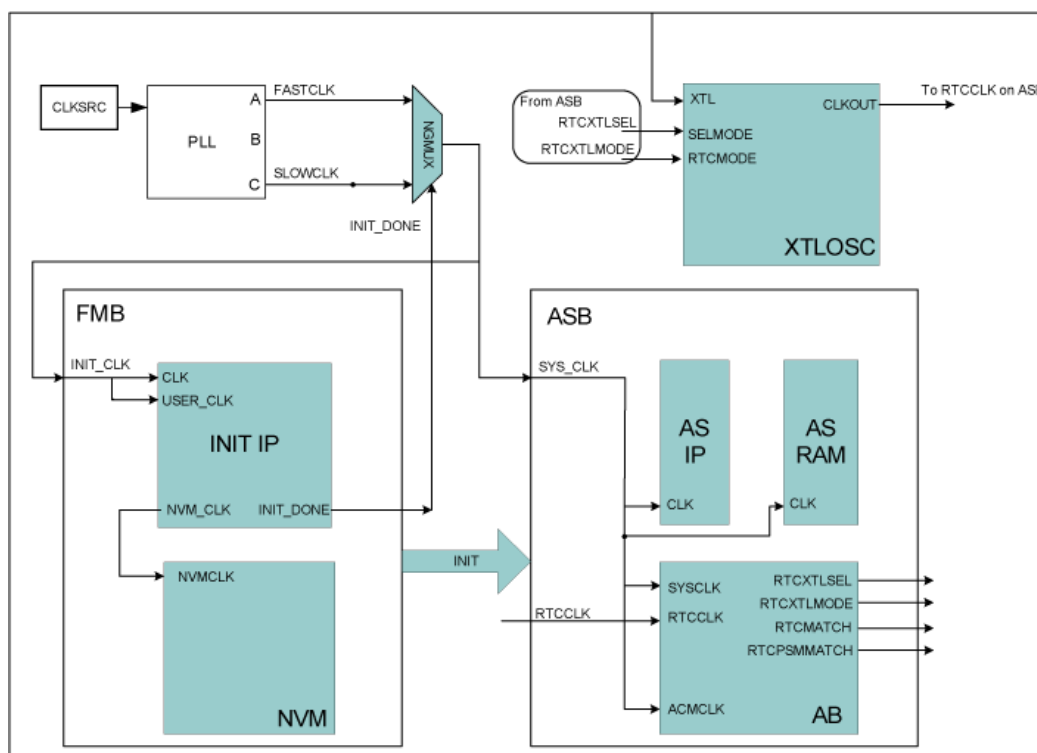 CLKSRC
PLL
A
B
C
FASTCLK
SLOWCLK
NGMUX
INIT_DONE
From ASB
RTCXTLSEL
RTCXTLMODE
XTL
SELMODE
RTCMODE
CLKOUT
XTLOSC
To RTCCLK on
FMB
INIT_CLK
CLK
USER_CLK
INIT IP
NVM_CLK
INIT_DONE
NVMCLK
NVM
INIT
ASB
SYS_CLK
AS
IP
CLK
AS
RAM
CLK
RTCCLK
SYSCLK
RTCCLK
ACMCLK
RTCXTLSEL
RTCXTLMODE
RTCMATCH
RTCPSMMATCH
AB